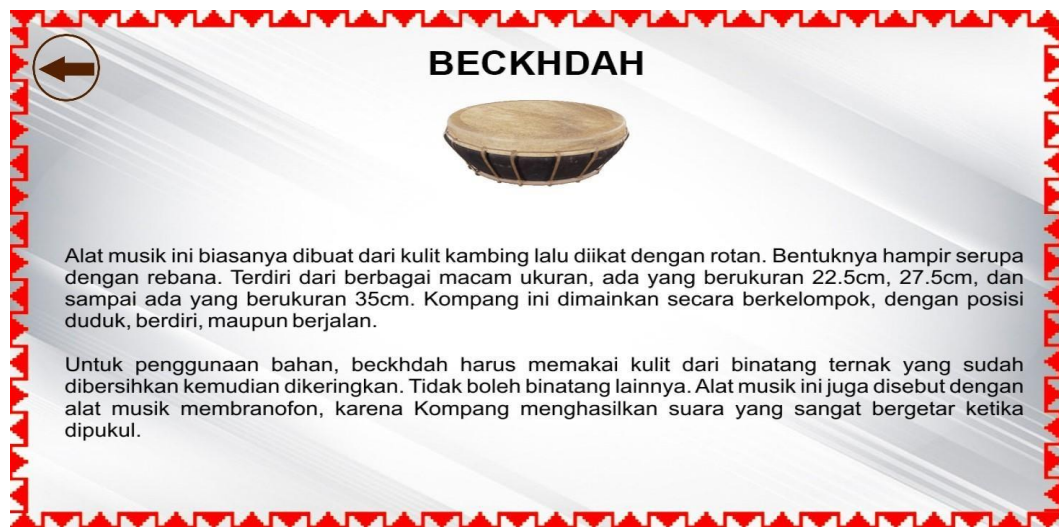 BECKHDAH
Alat musik ini biasanya dibuat dari kulit kambing lalu diikat dengan rotan. Bentuknya hampir serupa
dengan rebana. Terdiri dari berbagai macam ukuran, ada yang berukuran 22.5cm, 27.5cm, dan
sampai ada yang berukuran 35cm. Kompang ini dimainkan secara berkelompok, dengan posisi
duduk, berdiri, maupun berjalan.
Untuk penggunaan bahan, beckhdah harus memakai kulit dari binatang ternak yang sudah
dibersihkan kemudian dikeringkan. Tidak boleh binatang lainnya. Alat musik ini juga disebut dengan
alat musik membranofon, karena Kompang menghasilkan suara yang sangat bergetar ketika
dipukul.